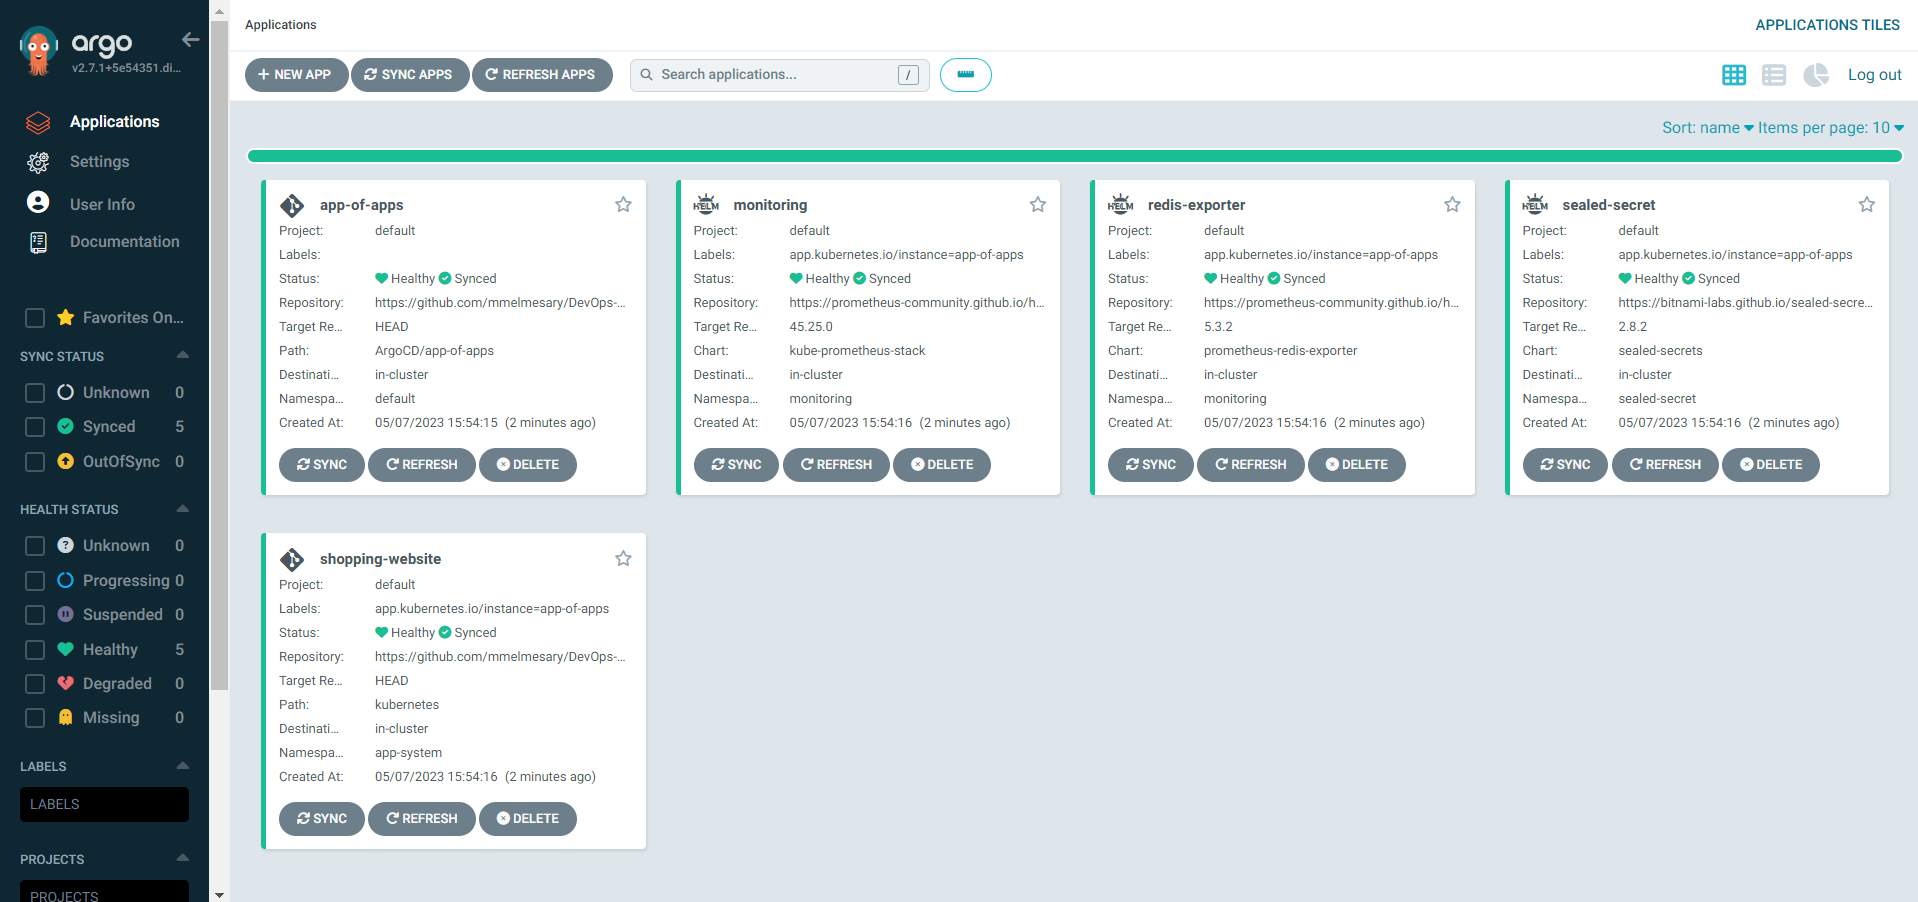 argo
v2.7.1+5e54351.di...
Applications
Settings
User Info
Documentation
Favorites On...
SYNC STATUS
Unknown 0
Synced 5
OutOfSync 0
HEALTH STATUS
Unknown 0
Progressing 0
Suspended 0
Healthy 5
Degraded 0
Missing 0
LABELS
LABELS
PROJECTS
PROJECTS
Applications
APPLICATIONS TILES
NEW APP SYNC APPS REFRESH APPS Search applications... / Log out
Sort: name Items per page: 10
app-of-apps
Project: default
Labels:
Status: Healthy Synced
Repository: https://github.com/mmelmesary/DevOps-...
Target Re... HEAD
Path: ArgoCD/app-of-apps
Destinati... in-cluster
Namespa... default
Created At: 05/07/2023 15:54:15 (2 minutes ago)
SYNC REFRESH DELETE
HELM monitoring
Project: default
Labels: app.kubernetes.io/instance=app-of-apps
Status: Healthy Synced
Repository: https://prometheus-community.github.io/h...
Target Re... 45.25.0
Chart: kube-prometheus-stack
Destinati... in-cluster
Namespa... monitoring
Created At: 05/07/2023 15:54:16 (2 minutes ago)
SYNC REFRESH DELETE
HELM redis-exporter
Project: default
Labels: app.kubernetes.io/instance=app-of-apps
Status: Healthy Synced
Repository: https://prometheus-community.github.io/h...
Target Re... 5.3.2
Chart: prometheus-redis-exporter
Destinati... in-cluster
Namespa... monitoring
Created At: 05/07/2023 15:54:16 (2 minutes ago)
SYNC REFRESH DELETE
HELM sealed-secret
Project: default
Labels: app.kubernetes.io/instance=app-of-apps
Status: Healthy Synced
Repository: https://bitnami-labs.github.io/sealed-secre...
Target Re... 2.8.2
Chart: sealed-secrets
Destinati... in-cluster
Namespa... sealed-secret
Created At: 05/07/2023 15:54:16 (2 minutes ago)
SYNC REFRESH DELETE
shopping-website
Project: default
Labels: app.kubernetes.io/instance=app-of-apps
Status: Healthy Synced
Repository: https://github.com/mmelmesary/DevOps-...
Target Re... HEAD
Path: kubernetes
Destinati... in-cluster
Namespa... app-system
Created At: 05/07/2023 15:54:16 (2 minutes ago)
SYNC REFRESH DELETE